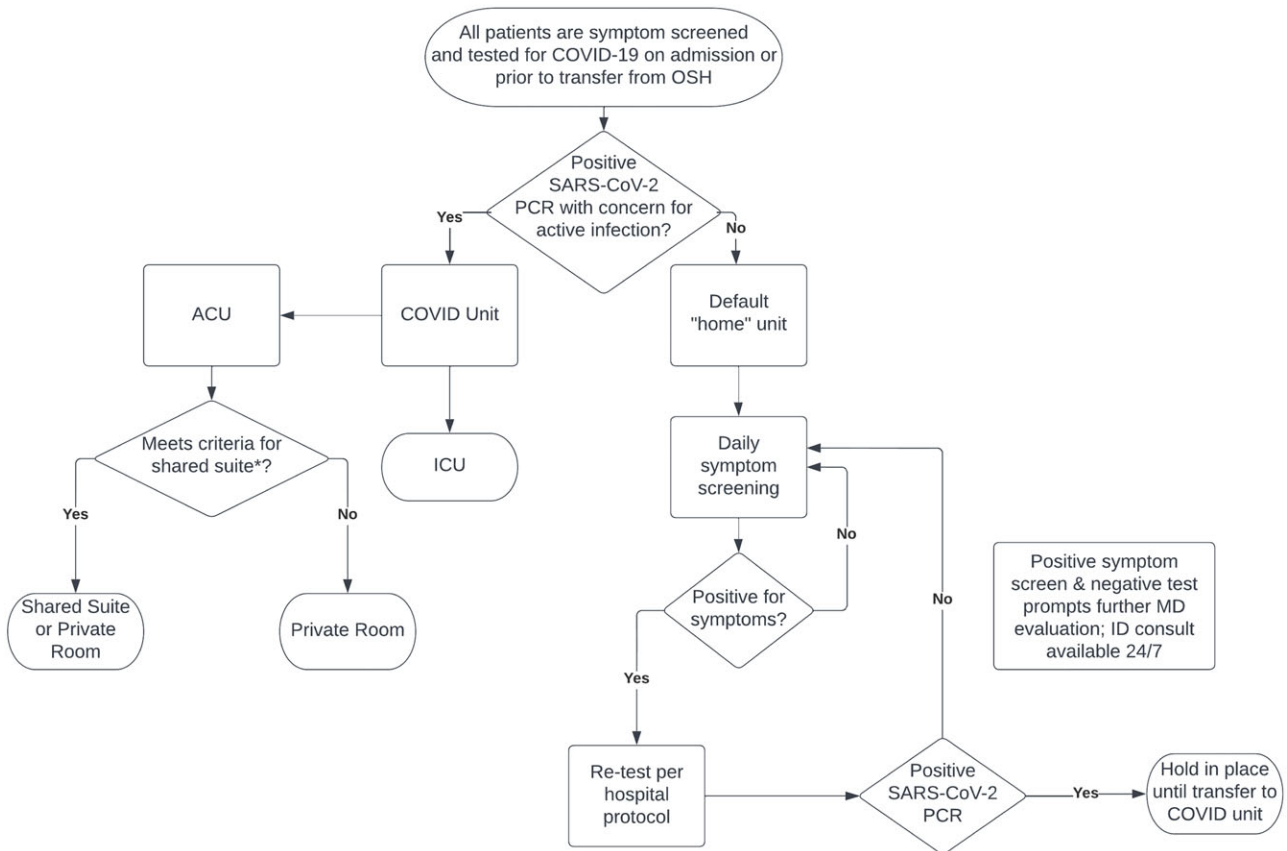 All patients are symptom screened
and tested for COVID-19 on admission or
prior to transfer from OSH
Positive
SARS-CoV-2
PCR with concern for
active infection?
Yes
No
ACU
COVID Unit
Default
"home" unit
Meets criteria for
shared suite*?
ICU
Daily
symptom
screening
Yes
No
No
Shared Suite
or Private
Room
Private Room
Positive for
symptoms?
No
Positive symptom
screen & negative test
prompts further MD
evaluation; ID consult
available 24/7
Yes
Re-test per
hospital
protocol
Positive
SARS-CoV-2
PCR
Yes
Hold in place
until transfer to
COVID unit